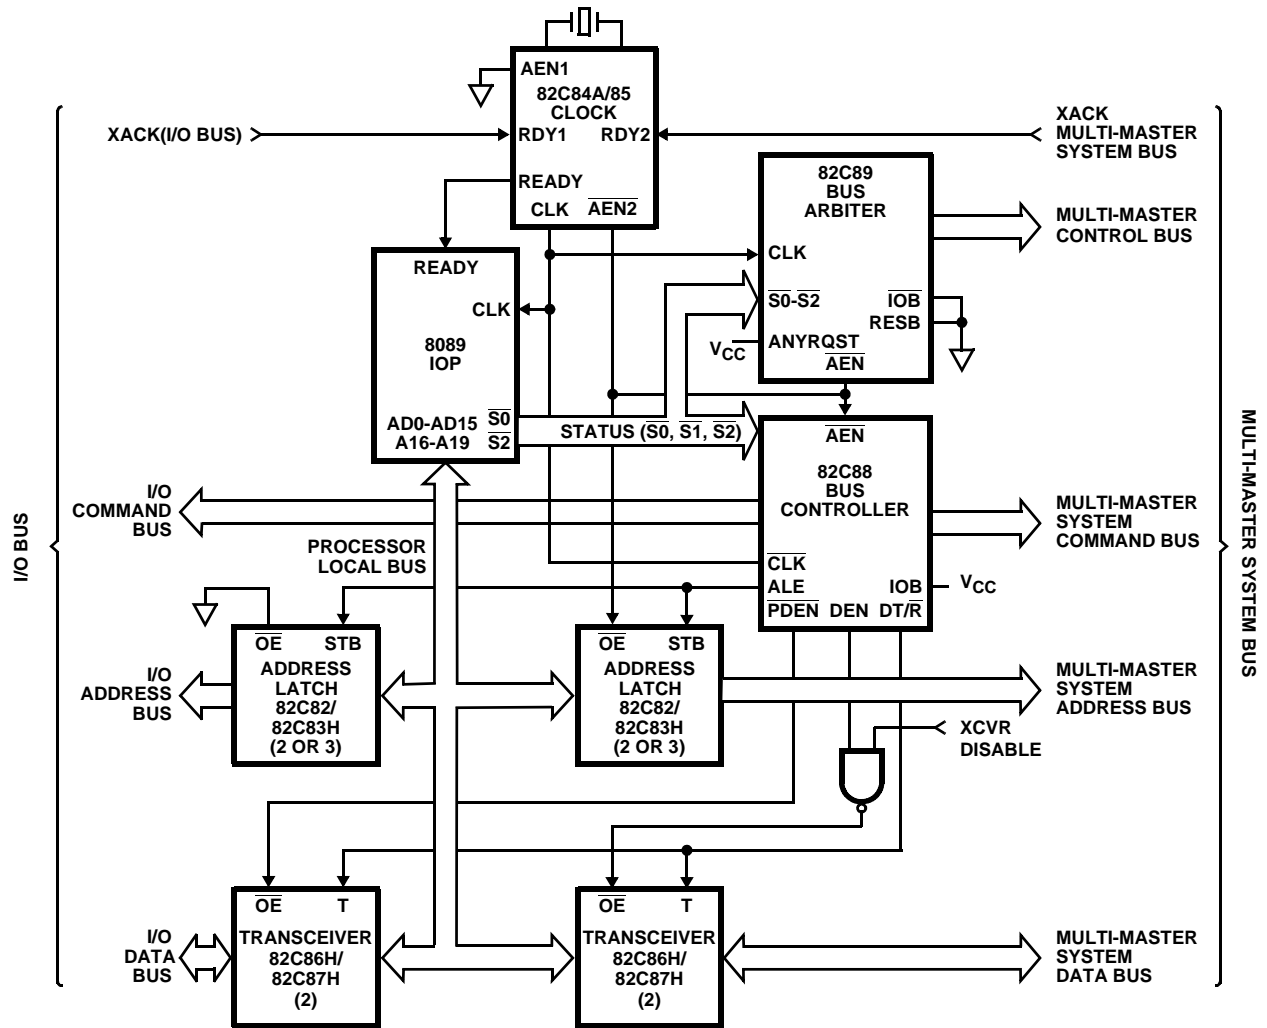 AEN1
82C84A/85
CLOCK
RDY1
RDY2
READY
CLK
AEN2
XACK(I/O BUS)
XACK
MULTI-MASTER
SYSTEM BUS
82C89
BUS
ARBITER
CLK
S0-S2
IOB
RESB
ANYRQST
AEN
VCC
MULTI-MASTER
CONTROL BUS
READY
CLK
8089
IOP
AD0-AD15
A16-A19
S0
S2
STATUS (S0, S1, S2)
AEN
82C88
BUS
CONTROLLER
CLK
ALE
IOB
PDEN
DEN
DT/R
VCC
I/O
COMMAND
BUS
MULTI-MASTER
SYSTEM
COMMAND BUS
PROCESSOR
LOCAL BUS
I/O BUS
MULTI-MASTER SYSTEM BUS
OE
STB
ADDRESS
LATCH
82C82/
82C83H
(2 OR 3)
OE
STB
ADDRESS
LATCH
82C82/
82C83H
(2 OR 3)
I/O
ADDRESS
BUS
MULTI-MASTER
SYSTEM
ADDRESS BUS
XCVR
DISABLE
OE
T
TRANSCEIVER
82C86H/
82C87H
(2)
OE
T
TRANSCEIVER
82C86H/
82C87H
(2)
I/O
DATA
BUS
MULTI-MASTER
SYSTEM
DATA BUS